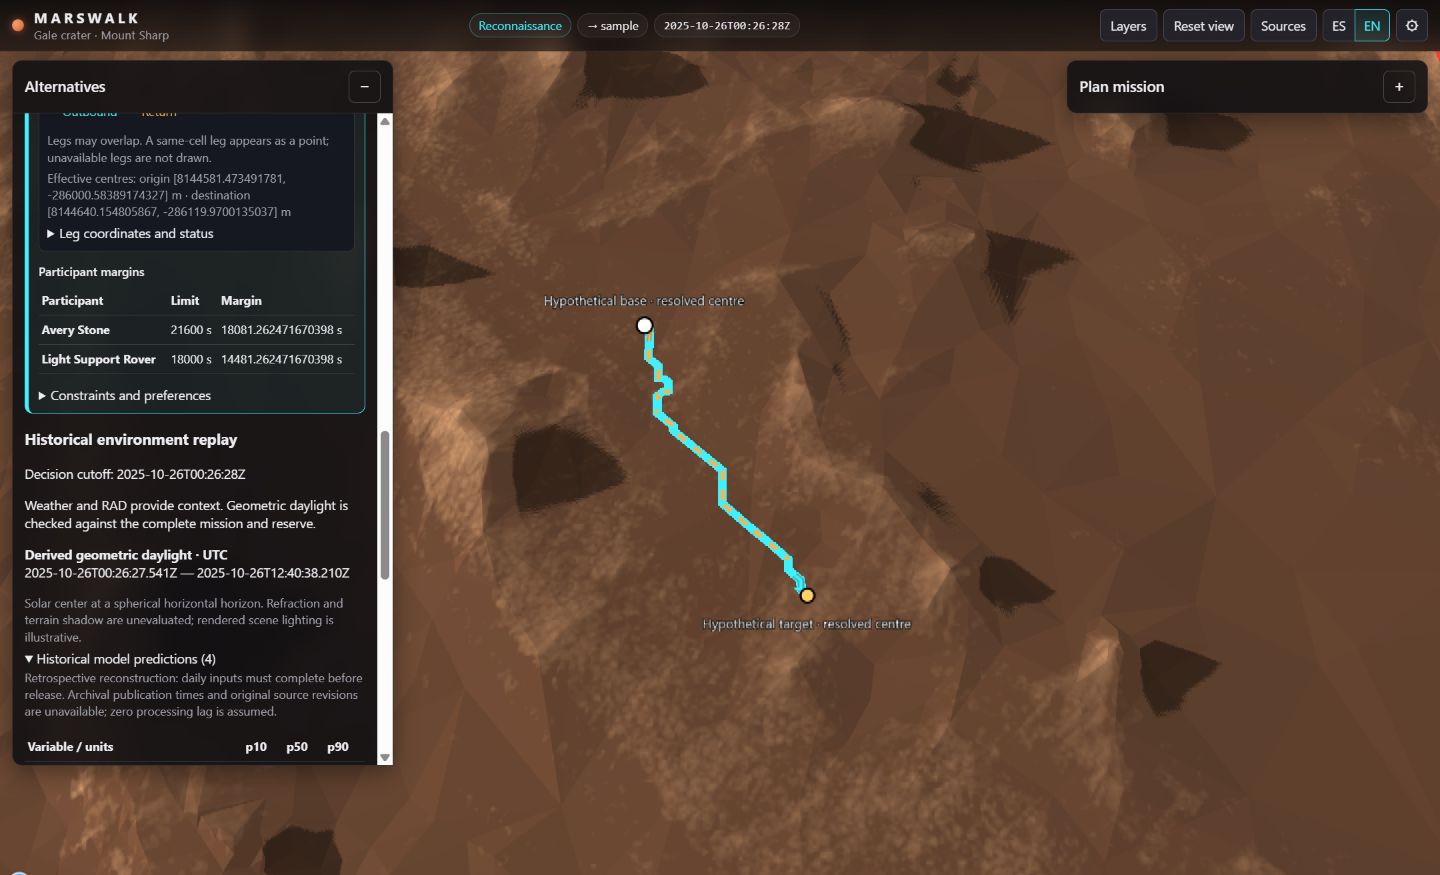 MARSWALK
Gale crater · Mount Sharp
Reconnaissance
→ sample
2025-10-26T00:26:28Z
Layers
Reset view
Sources
ES
EN
Alternatives
−
Outbound Return
Legs may overlap. A same-cell leg appears as a point;
unavailable legs are not drawn.
Effective centres: origin [8144581.473491781,
-286000.58389174327] m · destination
[8144640.154805867, -286119.9700135037] m
▶ Leg coordinates and status
Participant margins
Participant Limit Margin
Avery Stone 21600 s 18081.262471670398 s
Light Support Rover 18000 s 14481.262471670398 s
▶ Constraints and preferences
Historical environment replay
Decision cutoff: 2025-10-26T00:26:28Z
Weather and RAD provide context. Geometric daylight is
checked against the complete mission and reserve.
Derived geometric daylight · UTC
2025-10-26T00:26:27.541Z — 2025-10-26T12:40:38.210Z
Solar center at a spherical horizontal horizon. Refraction and
terrain shadow are unevaluated; rendered scene lighting is
illustrative.
▼ Historical model predictions (4)
Retrospective reconstruction: daily inputs must complete before
release. Archival publication times and original source revisions
are unavailable; zero processing lag is assumed.
Variable / units p10 p50 p90
Plan mission
+
Hypothetical base · resolved centre
Hypothetical target · resolved centre